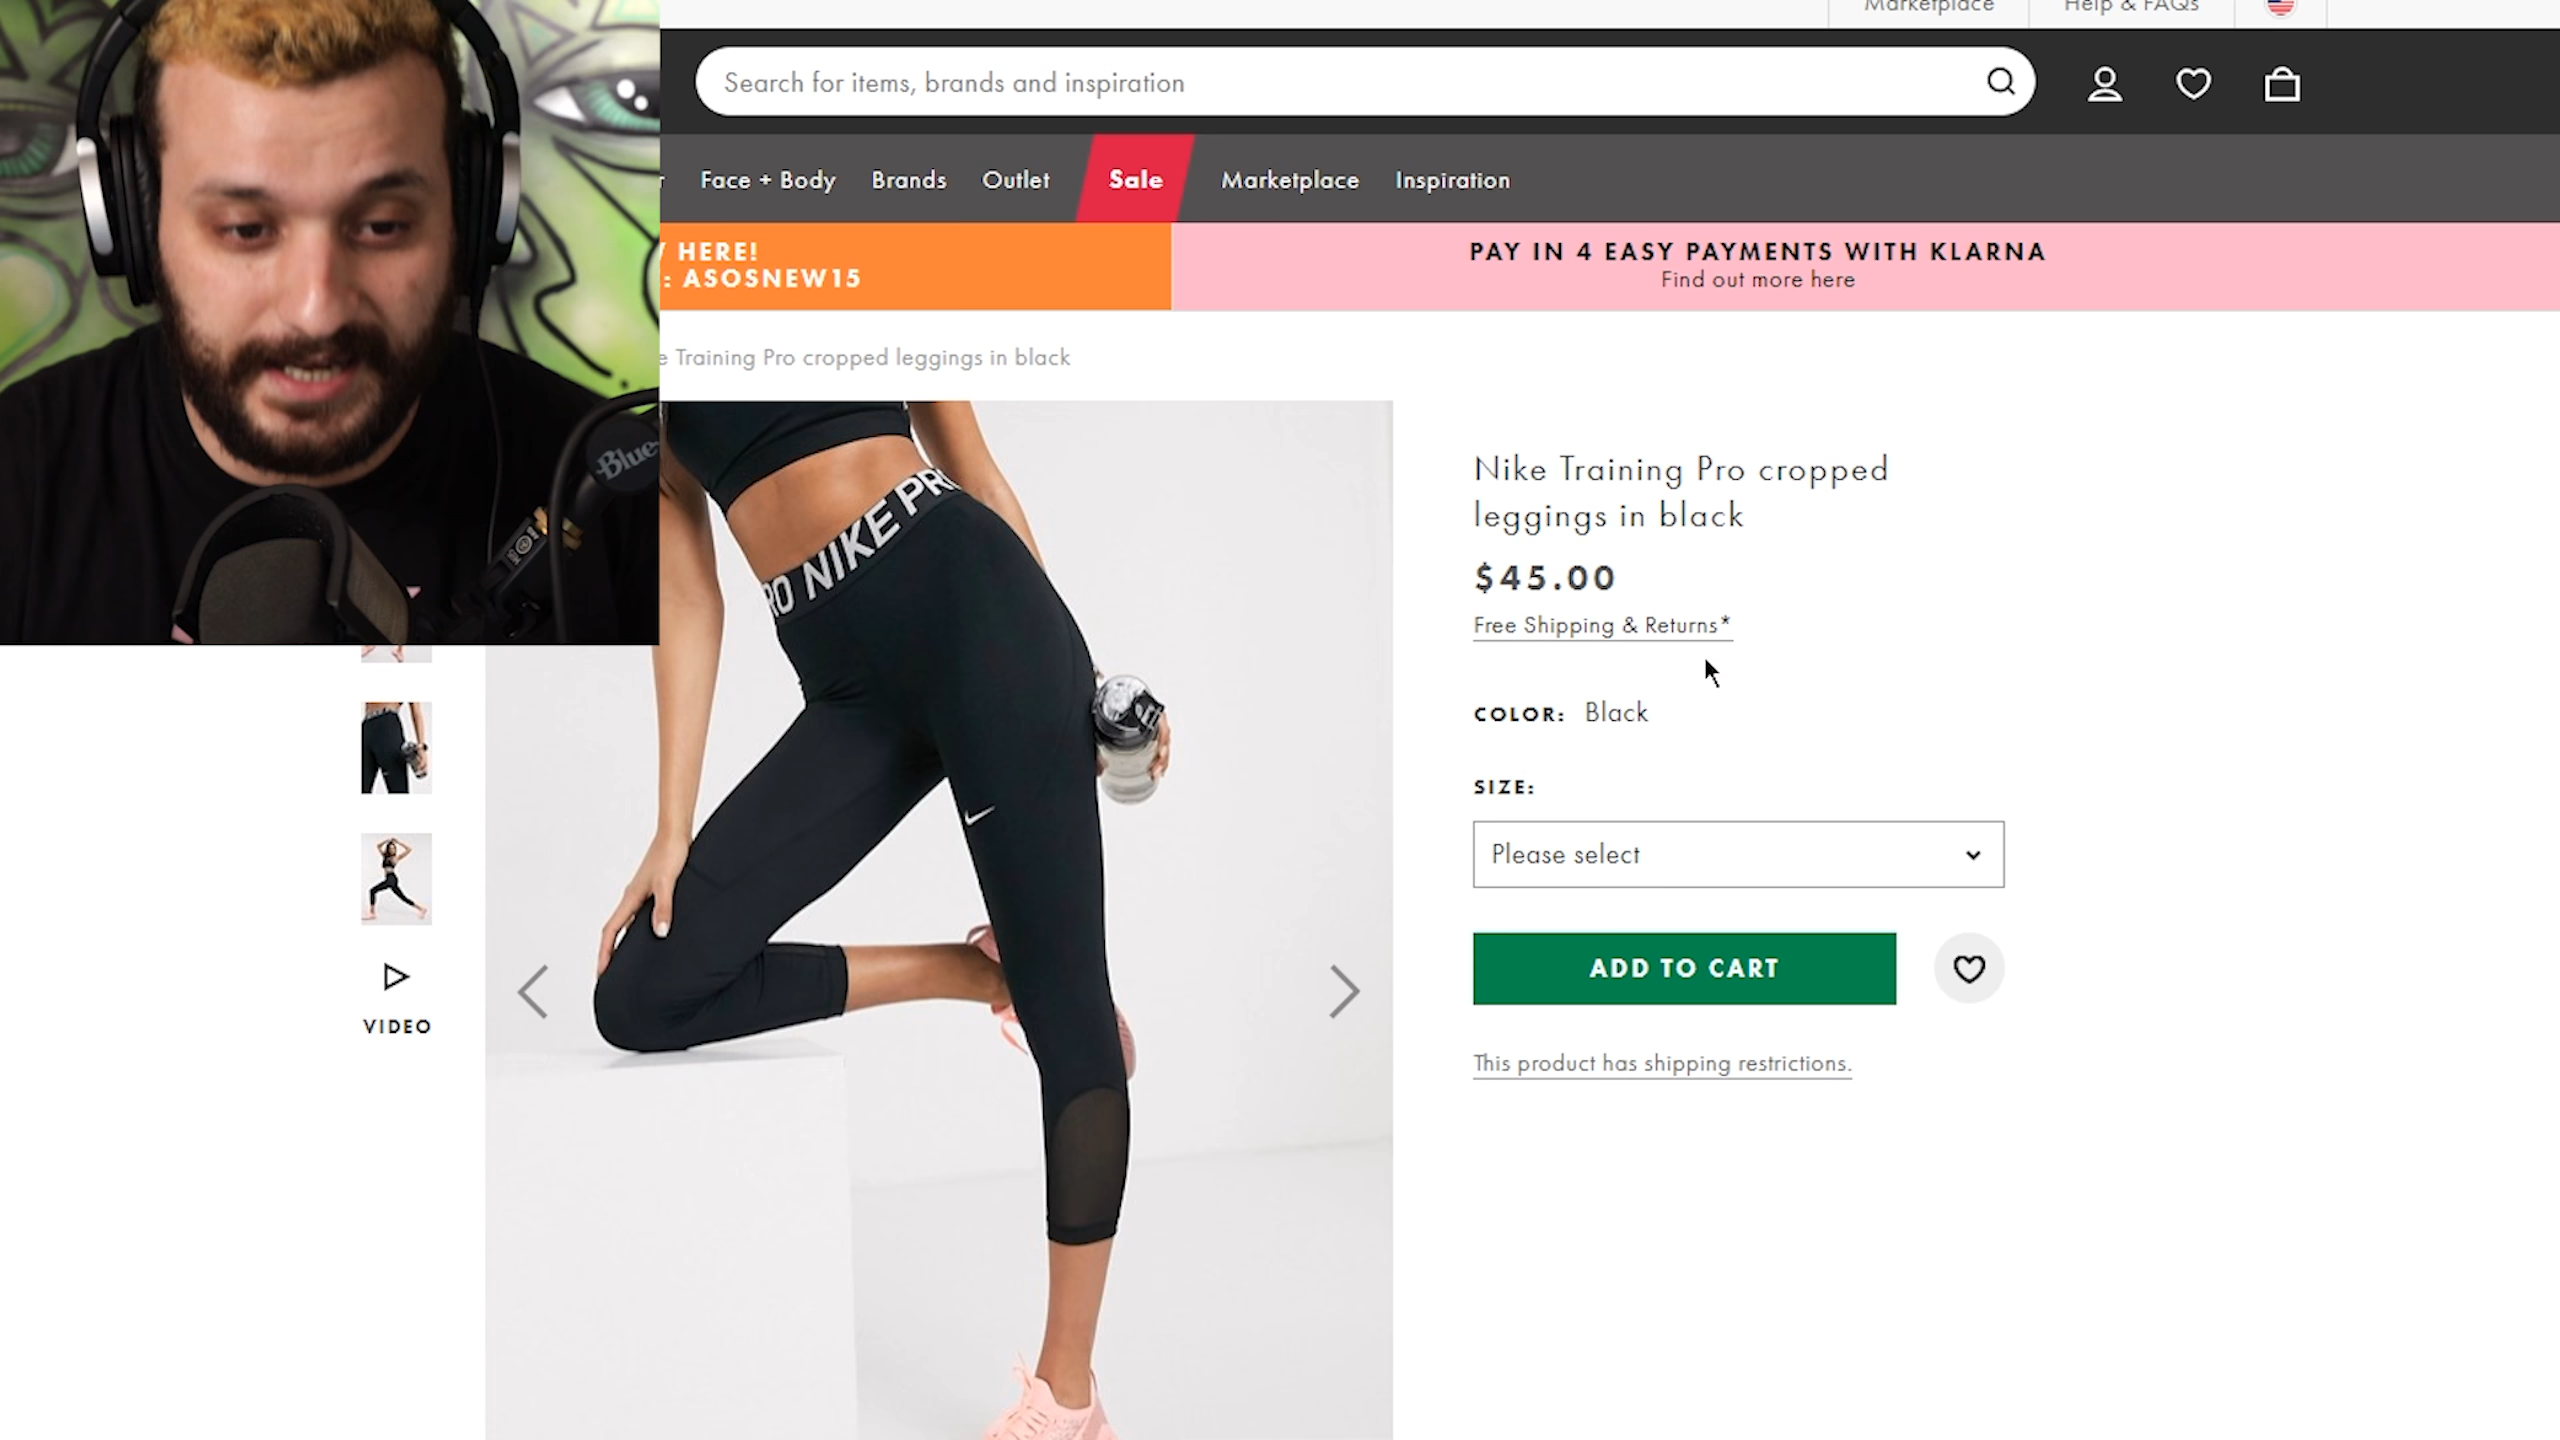 Marketplace
Help & FAQs
Search for items, brands and inspiration
Face + Body
Brands
Outlet
Sale
Marketplace
Inspiration
HERE!
: ASOSNEW15
PAY IN 4 EASY PAYMENTS WITH KLARNA
Find out more here
Training Pro cropped leggings in black
Blue
NIKE PRO
Nike Training Pro cropped
leggings in black
$45.00
Free Shipping & Returns*
COLOR: Black
SIZE:
Please select
ADD TO CART
This product has shipping restrictions.
VIDEO